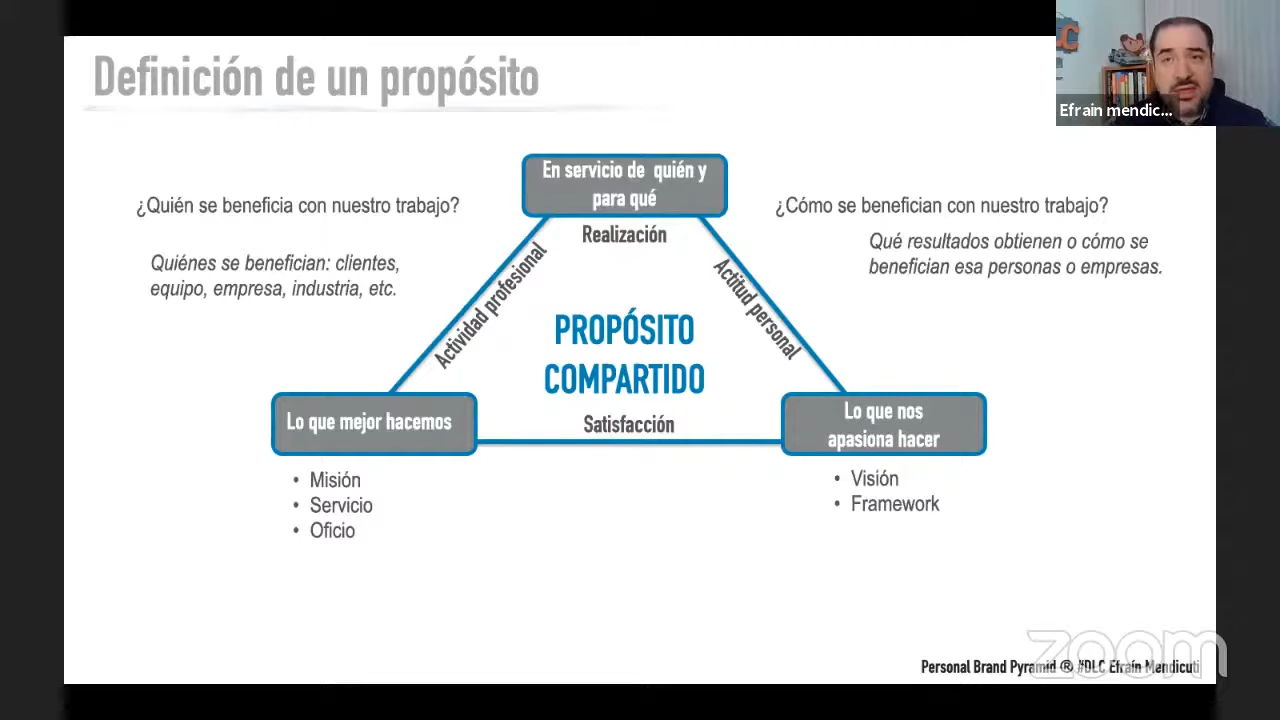 Definición de un propósito
Efrain mendic...
En servicio de quién y
para qué
¿Quién se beneficia con nuestro trabajo?
¿Cómo se benefician con nuestro trabajo?
Realización
Quiénes se benefician: clientes,
equipo, empresa, industria, etc.
Qué resultados obtienen o cómo se
benefician esa personas o empresas.
Actividad profesional
Actitud personal
PROPÓSITO
COMPARTIDO
Satisfacción
Lo que mejor hacemos
Lo que nos
apasiona hacer
• Misión
• Servicio
• Oficio
• Visión
• Framework
zoom
Personal Brand Pyramid ® #DLC Efraín Mendicuti